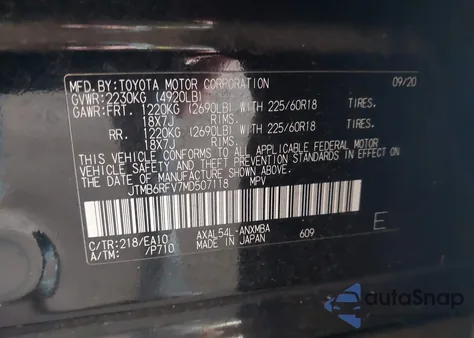 MFD.BY:TOYOTA MOTOR CORPORATION 09/20
GVWR:2230KG (4920LB)
GAWR:FRT. 1220KG (2690LB) WITH 225/60R18 TIRES.
18X7J RIMS.
RR. 1220KG (2690LB) WITH 225/60R18 TIRES.
18X7J RIMS.
THIS VEHICLE CONFORMS TO ALL APPLICABLE FEDERAL MOTOR
VEHICLE SAFETY AND THEFT PREVENTION STANDARDS IN EFFECT
ON THE DATE OF MANUFACTURE SHOWN ABOVE.
JTMB6RFV7MD507118 MPV
E
C/TR:218/EA10 AXAL54L-ANXMBA
A/TM: /P710 MADE IN JAPAN 609
autoSnap